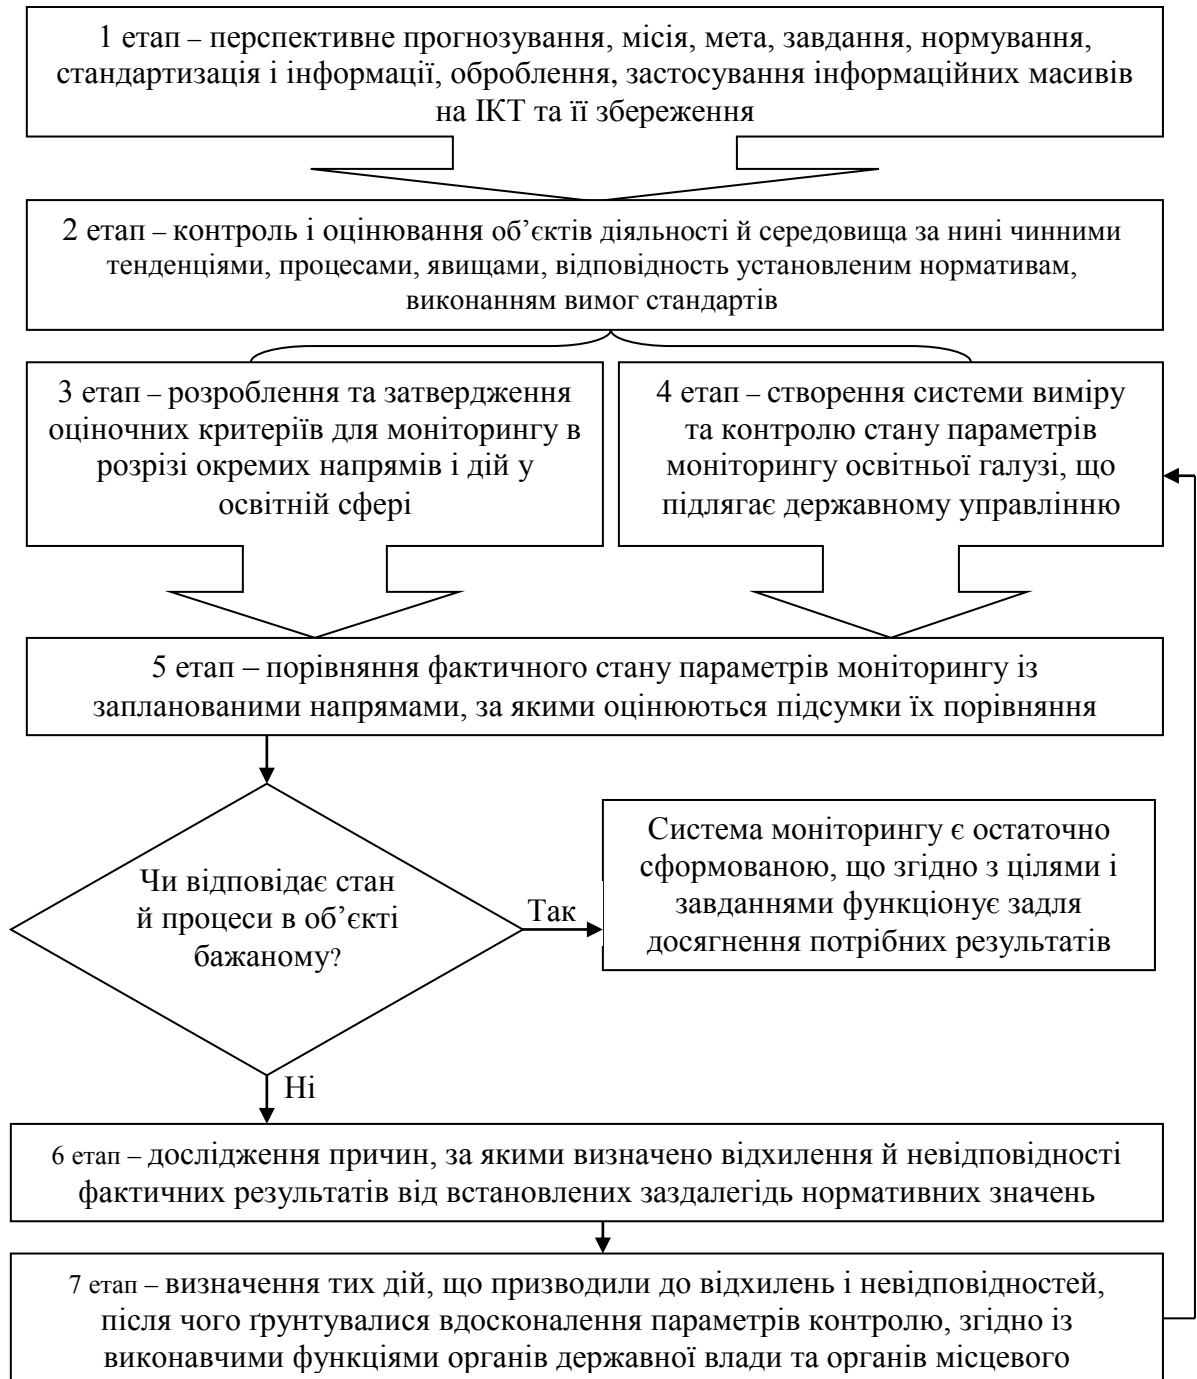 1 етап – перспективне прогнозування, місія, мета, завдання, нормування,
стандартизація і інформації, оброблення, застосування інформаційних масивів
на ІКТ та її збереження
2 етап – контроль і оцінювання об’єктів діяльності й середовища за нині чинними
тенденціями, процесами, явищами, відповідность установленим нормативам,
виконанням вимог стандартів
3 етап – розроблення та затвердження
оціночних критеріїв для моніторингу в
розрізі окремих напрямів і дій у
освітній сфері
4 етап – створення системи виміру
та контролю стану параметрів
моніторингу освітньої галузі, що
підлягає державному управлінню
5 етап – порівняння фактичного стану параметрів моніторингу із
запланованими напрямами, за якими оцінюються підсумки їх порівняння
Чи відповідає стан
й процеси в об’єкті
бажаному?
Так
Система моніторингу є остаточно
сформованою, що згідно з цілями і
завданнями функціонує задля
досягнення потрібних результатів
Ні
6 етап – дослідження причин, за якими визначено відхилення й невідповідності
фактичних результатів від встановлених заздалегідь нормативних значень
7 етап – визначення тих дій, що призводили до відхилень і невідповідностей,
після чого ґрунтувалися вдосконалення параметрів контролю, згідно із
виконавчими функціями органів державної влади та органів місцевого